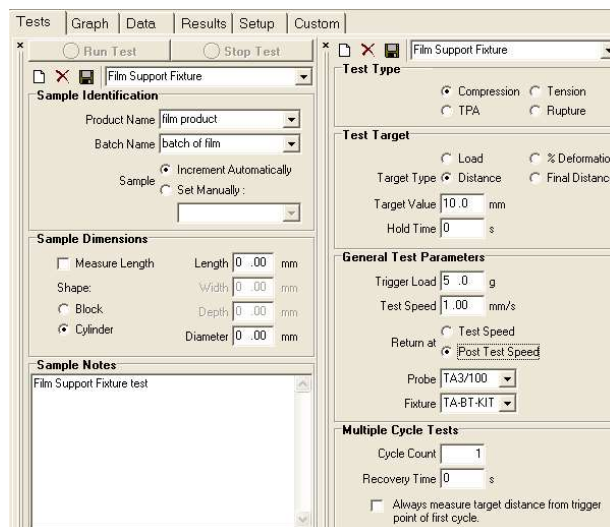 Tests Graph Data Results Setup Custom
Run Test Stop Test
Film Support Fixture
Sample Identification
Product Name film product
Batch Name batch of film
Sample Increment Automatically
Set Manually :
Sample Dimensions
Measure Length Length 0 .00 mm
Shape: Width 0 .00 mm
Block Depth 0 .00 mm
Cylinder Diameter 0 .00 mm
Sample Notes
Film Support Fixture test
Film Support Fixture
Test Type
Compression Tension
TPA Rupture
Test Target
Load % Deformatio
Target Type Distance Final Distanc
Target Value 10 .0 mm
Hold Time 0 s
General Test Parameters
Trigger Load 5 .0 g
Test Speed 1 .00 mm/s
Return at Test Speed
Post Test Speed
Probe TA3/100
Fixture TA-BT-KIT
Multiple Cycle Tests
Cycle Count 1
Recovery Time 0 s
Always measure target distance from trigger
point of first cycle.